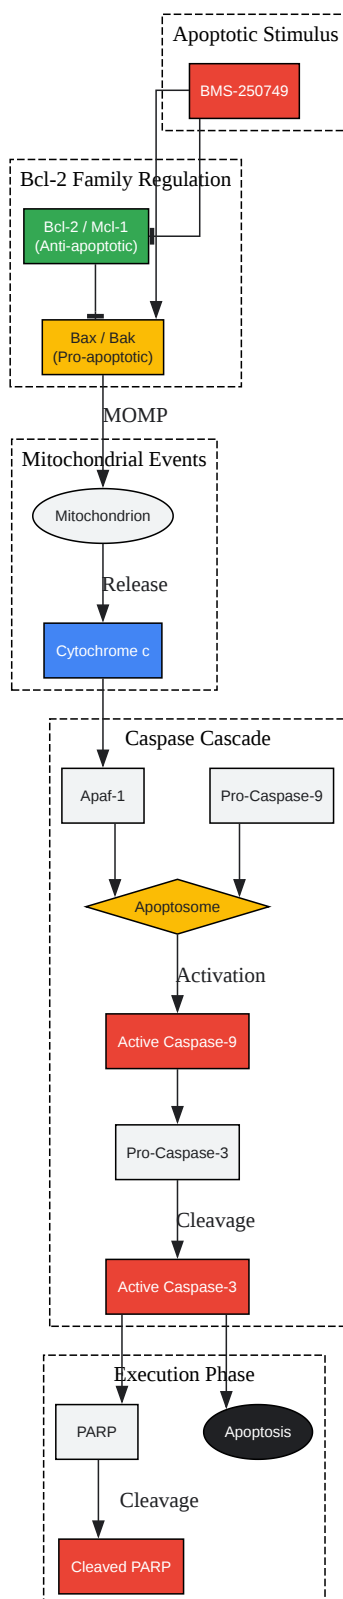 Apoptotic Stimulus
BMS-250749
Bcl-2 Family Regulation
Bcl-2 / Mcl-1
(Anti-apoptotic)
Bax / Bak
(Pro-apoptotic)
MOMP
Mitochondrial Events
Mitochondrion
Release
Cytochrome c
Caspase Cascade
Apaf-1
Pro-Caspase-9
Apoptosome
Activation
Active Caspase-9
Pro-Caspase-3
Cleavage
Active Caspase-3
Execution Phase
PARP
Apoptosis
Cleavage
Cleaved PARP